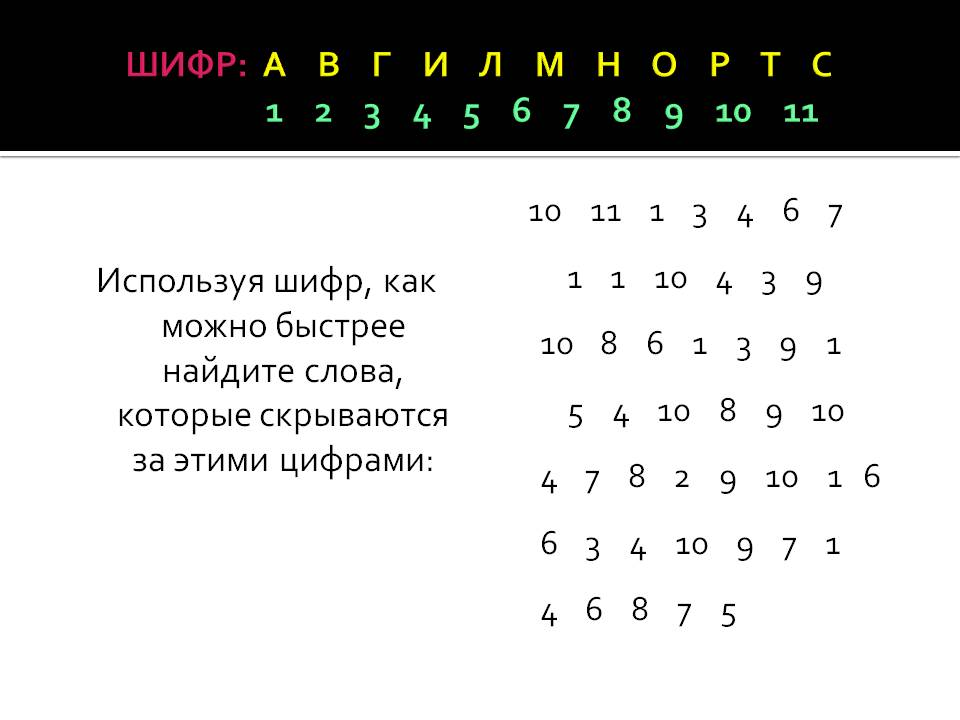 ШИФР: А В Г И Л М Н О Р Т С
1 2 3 4 5 6 7 8 9 10 11
Используя шифр, как
можно быстрее
найдите слова,
которые скрываются
за этими цифрами:
10 11 1 3 4 6 7
1 1 10 4 3 9
10 8 6 1 3 9 1
5 4 10 8 9 10
4 7 8 2 9 10 1 6
6 3 4 10 9 7 1
4 6 8 7 5